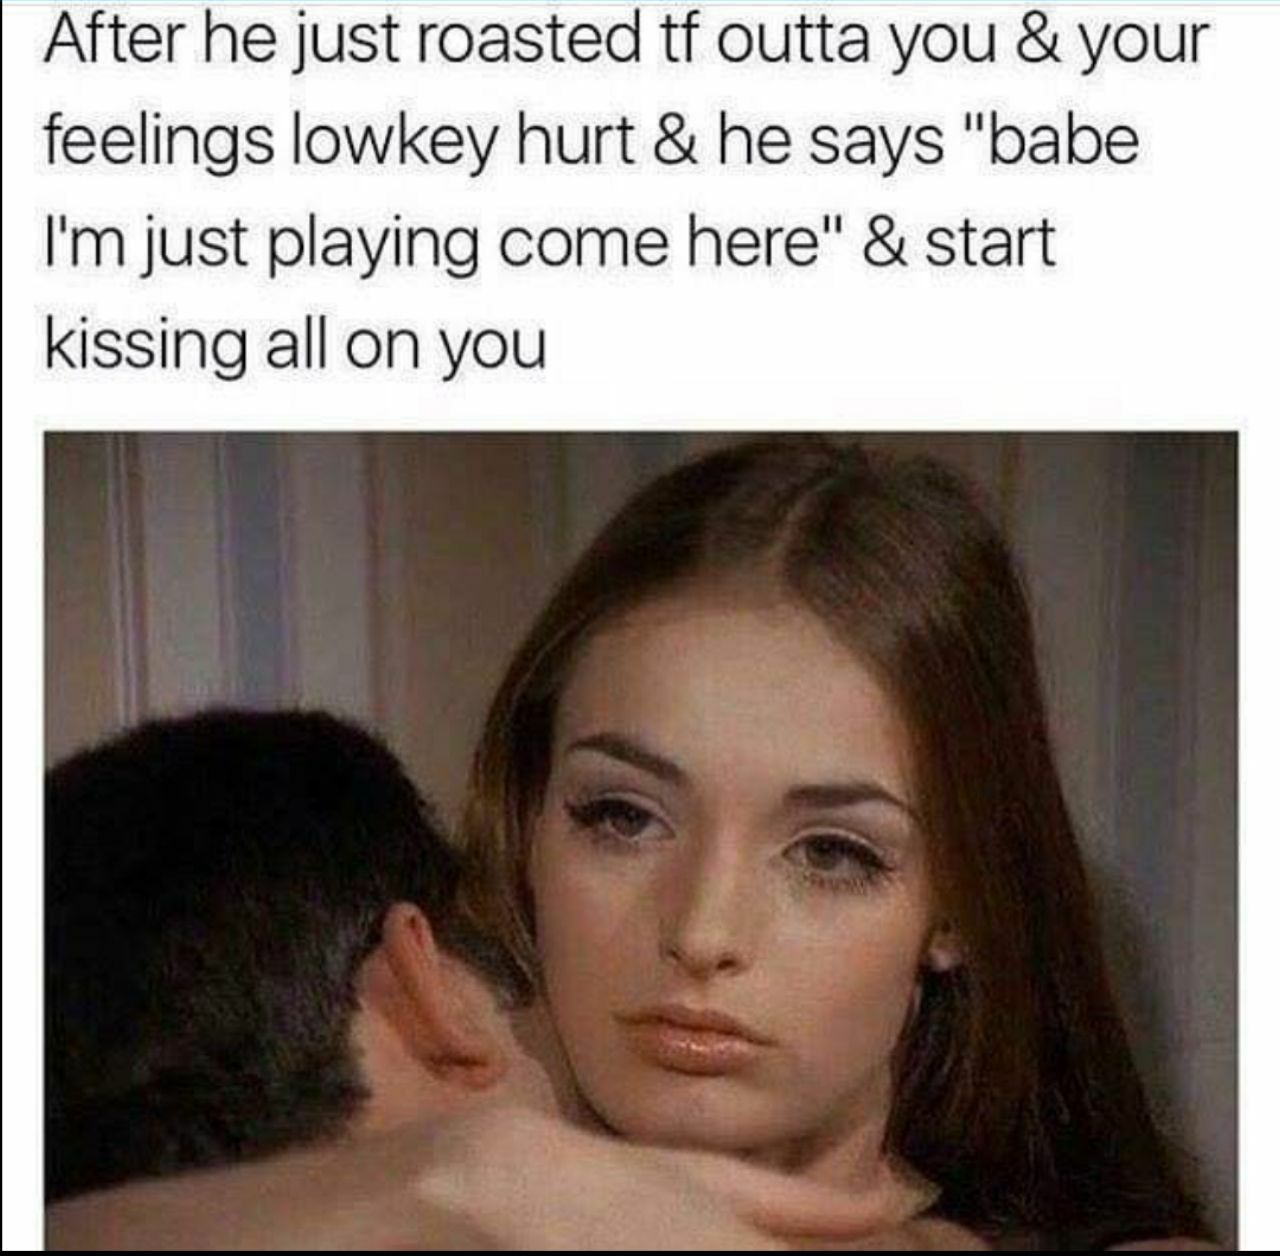 After he just roasted tf outta you & your
feelings lowkey hurt & he says "babe
I'm just playing come here" & start
kissing all on you